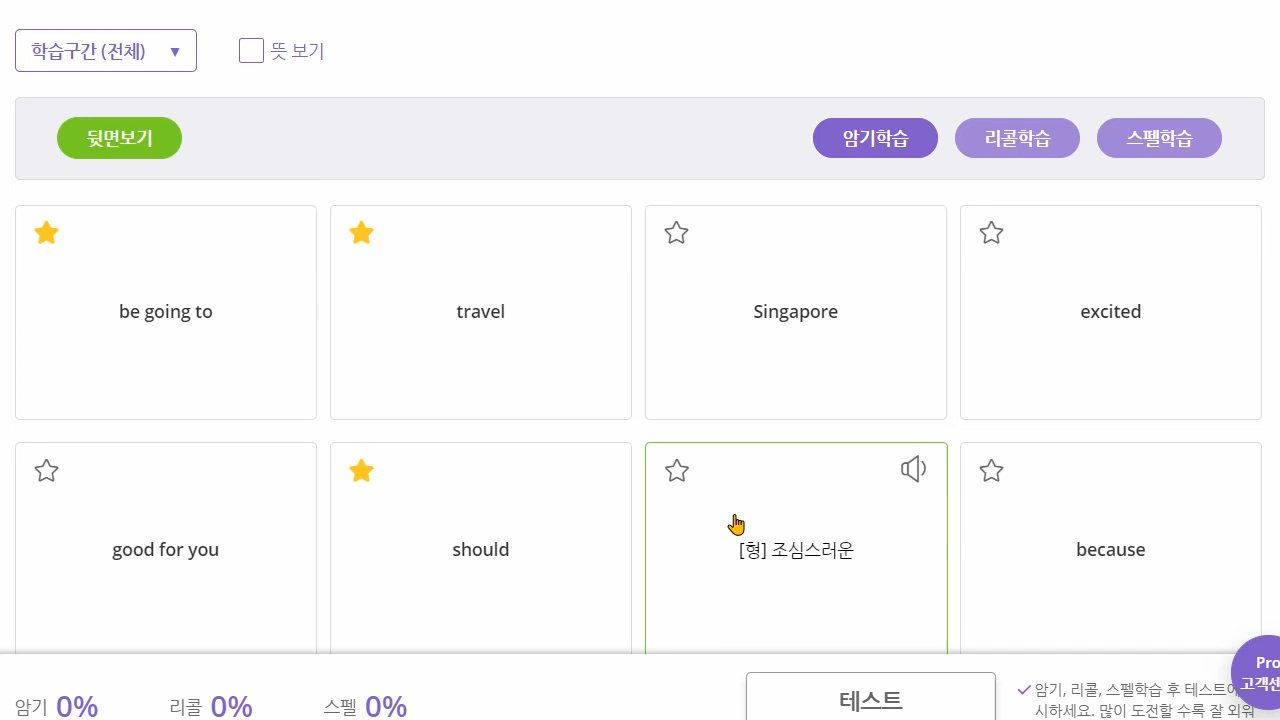 학습구간 (전체) ▼
뜻 보기
뒷면보기
암기학습
리콜학습
스펠학습
be going to
travel
Singapore
excited
good for you
should
[형] 조심스러운
because
암기 0%
리콜 0%
스펠 0%
테스트
암기, 리콜, 스펠학습 후 테스트에
시하세요. 많이 도전할 수록 잘 외워
Pro
고객센